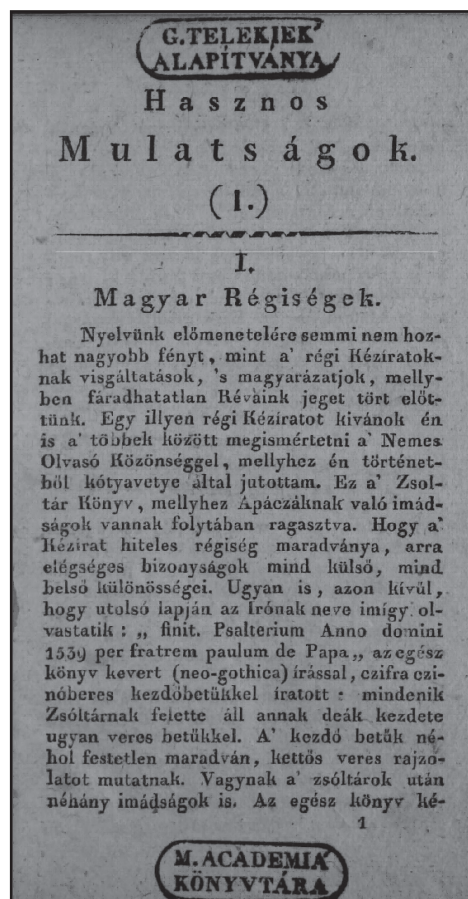 G. TELEKIEK'
ALAPÍTVÁNYA
Hasznos
Mulatságok.
(I.)
I.
Magyar Régiségek.
Nyelvünk előmenetelére semmi nem hoz-
hat nagyobb fényt, mint a' régi Kéziratok-
nak visgáltatások, 's magyarázatjok, melly-
ben fáradhatatlan Révaink jeget tört előt-
tünk. Egy illyen régi Kéziratot kivánok én
is a' többek között megismértetni a' Nemes
Olvasó Közönséggel, mellyhez én történet-
ből kótyavetye által jutottam. Ez a' Zsol-
tár Könyv, mellyhez Apáczáknak való imád-
ságok vannak folytában ragasztva. Hogy a'
Kézirat hiteles régiség maradványa, arra
elégséges bizonyságok mind külső, mind
belső különösségei. Ugyan is, azon kívül,
hogy utolsó lapján az Irónak neve imígy ol-
vastatik : „ finit. Psalterium Anno domini
1539 per fratrem paulum de Papa„ az egész
könyv kevert (neo-gothica) írással, czifra czi-
nóberes kezdőbetükkel íratott : mindenik
Zsóltárnak felette áll annak deák kezdete
ugyan veres betükkel. A' kezdő betűk né-
hol festetlen maradván, kettős veres rajzo-
latot mutatnak. Vagynak a' zsóltárok után
néhány imádságok is. Az egész könyv ké-
1
M. ACADEMIA
KÖNYVTÁRA